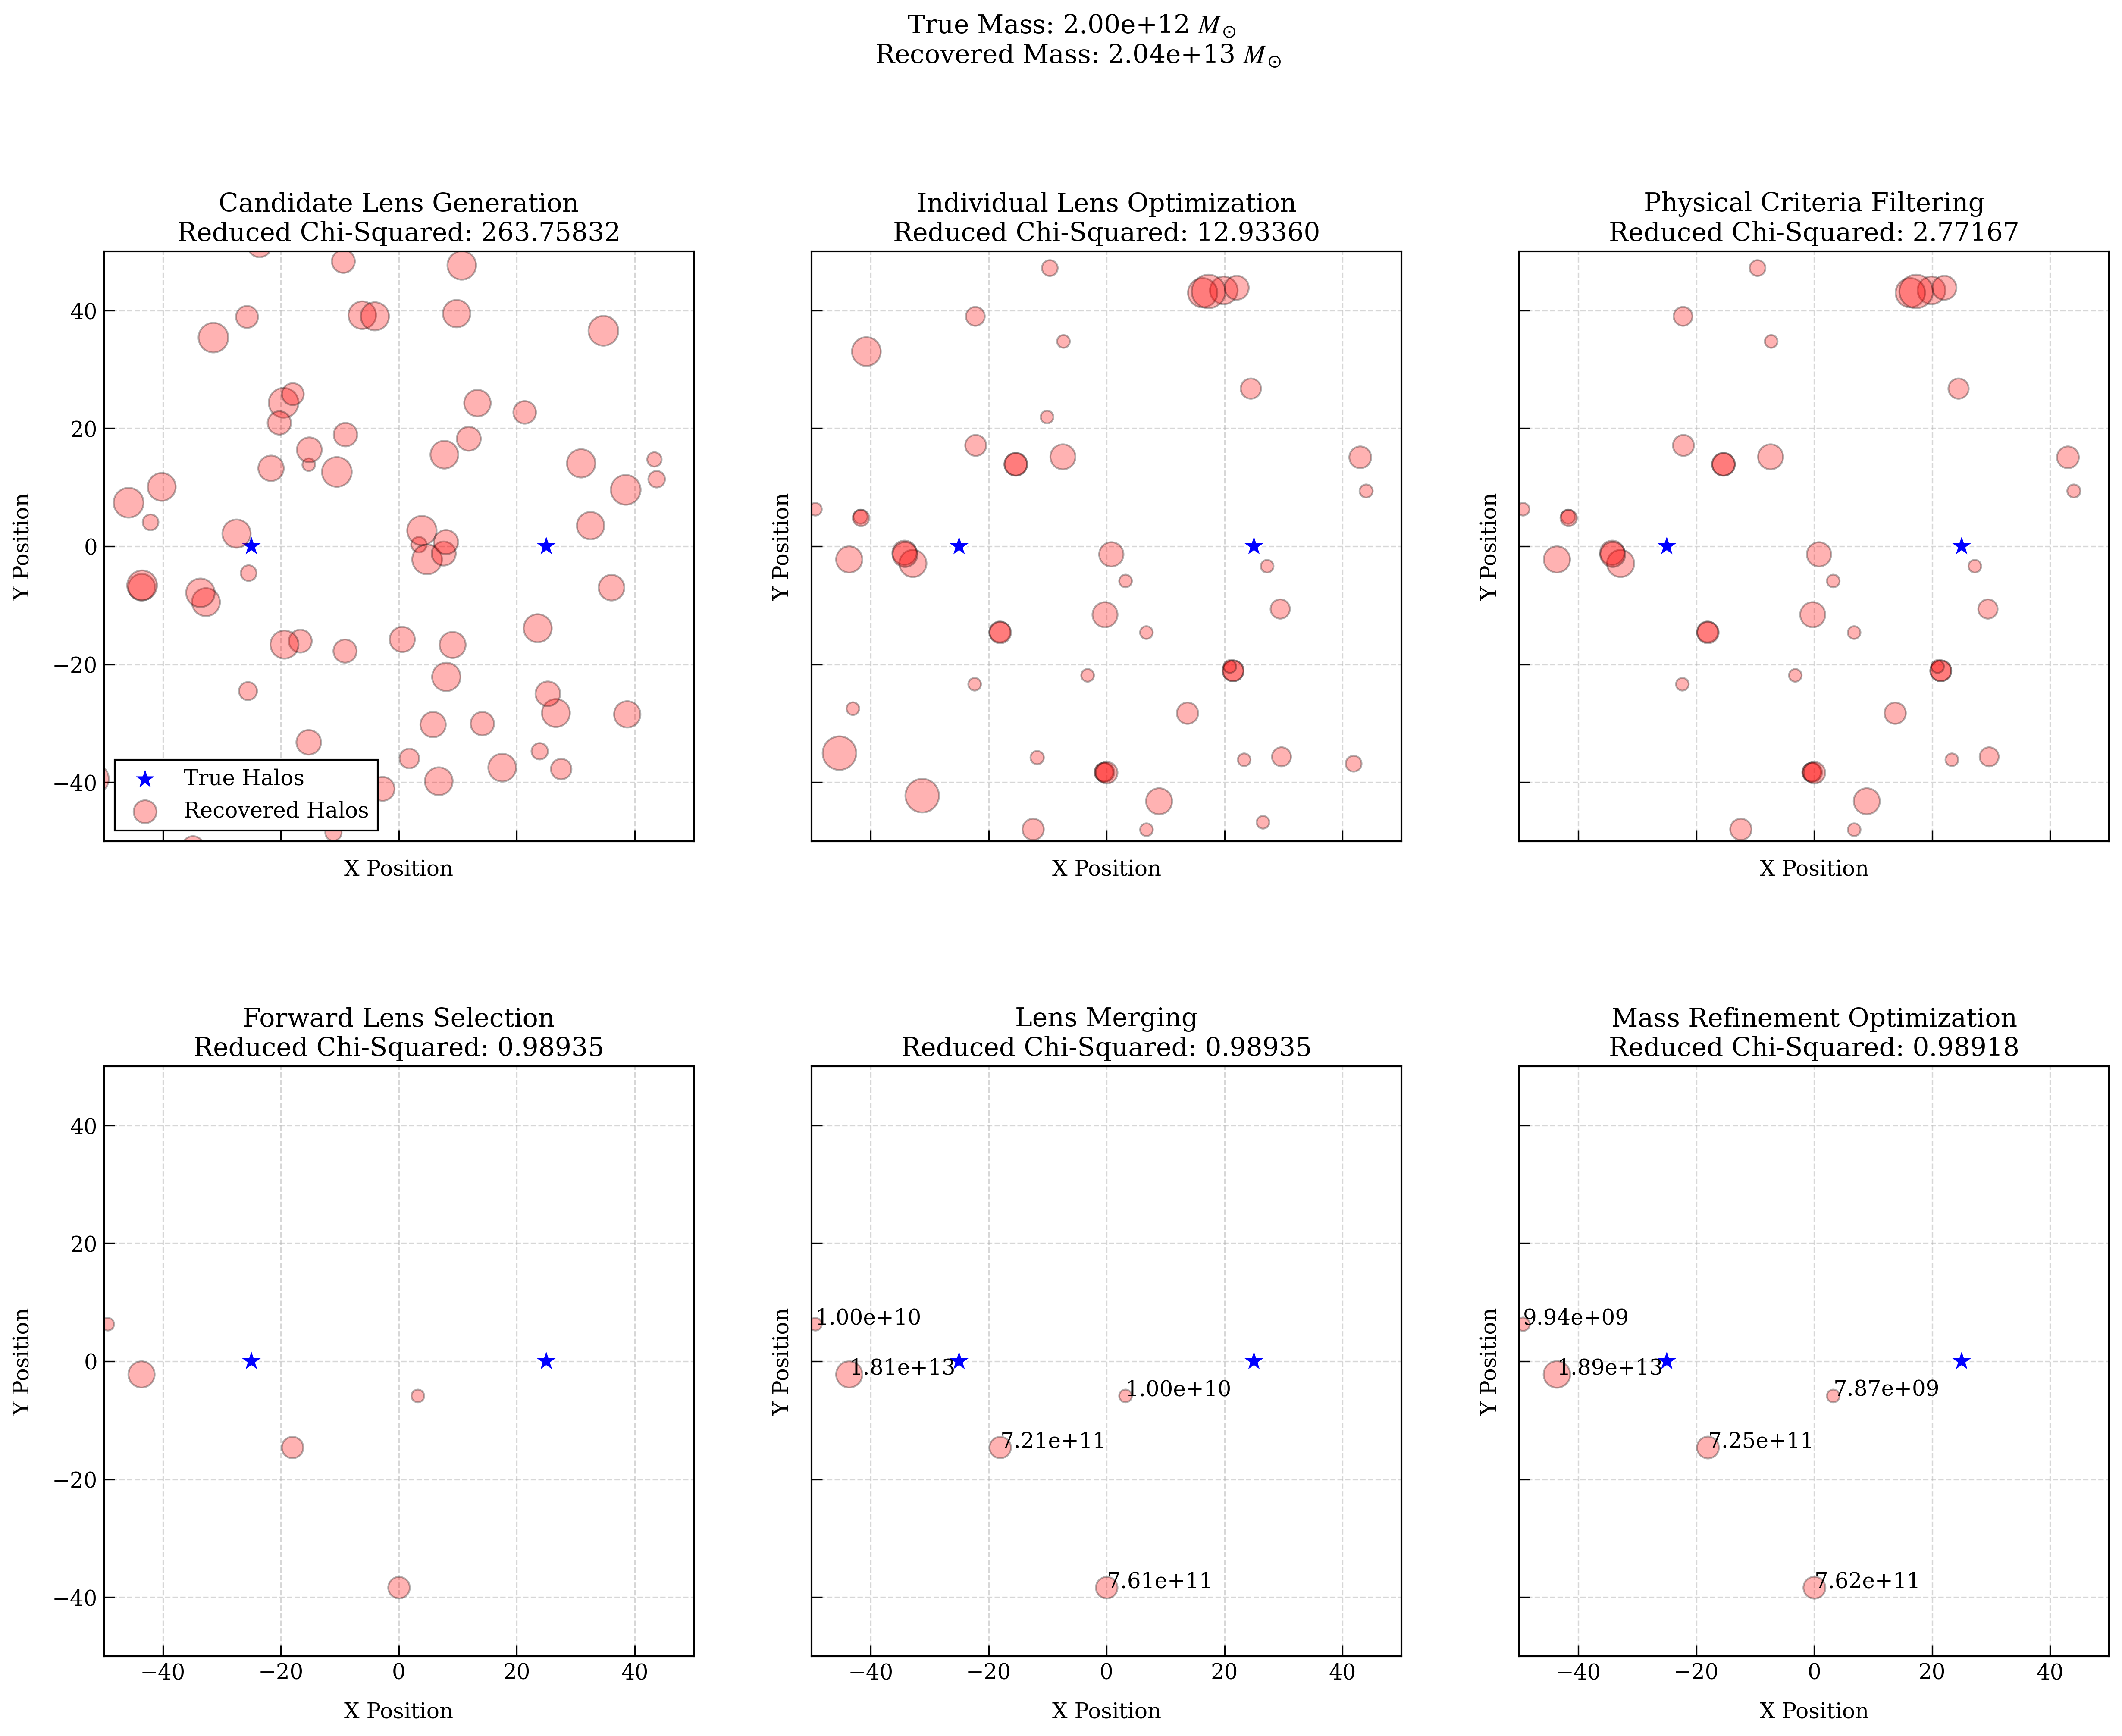 True Mass: 2.00e+12 M☉
Recovered Mass: 2.04e+13 M☉
Candidate Lens Generation
Reduced Chi-Squared: 263.75832
Y Position
40
20
0
−20
−40
True Halos
Recovered Halos
X Position
Individual Lens Optimization
Reduced Chi-Squared: 12.93360
Y Position
X Position
Physical Criteria Filtering
Reduced Chi-Squared: 2.77167
Y Position
X Position
Forward Lens Selection
Reduced Chi-Squared: 0.98935
Y Position
40
20
0
−20
−40
−40 −20 0 20 40
X Position
Lens Merging
Reduced Chi-Squared: 0.98935
Y Position
1.00e+10
1.81e+13
1.00e+10
7.21e+11
7.61e+11
−40 −20 0 20 40
X Position
Mass Refinement Optimization
Reduced Chi-Squared: 0.98918
Y Position
9.94e+09
1.89e+13
7.87e+09
7.25e+11
7.62e+11
−40 −20 0 20 40
X Position